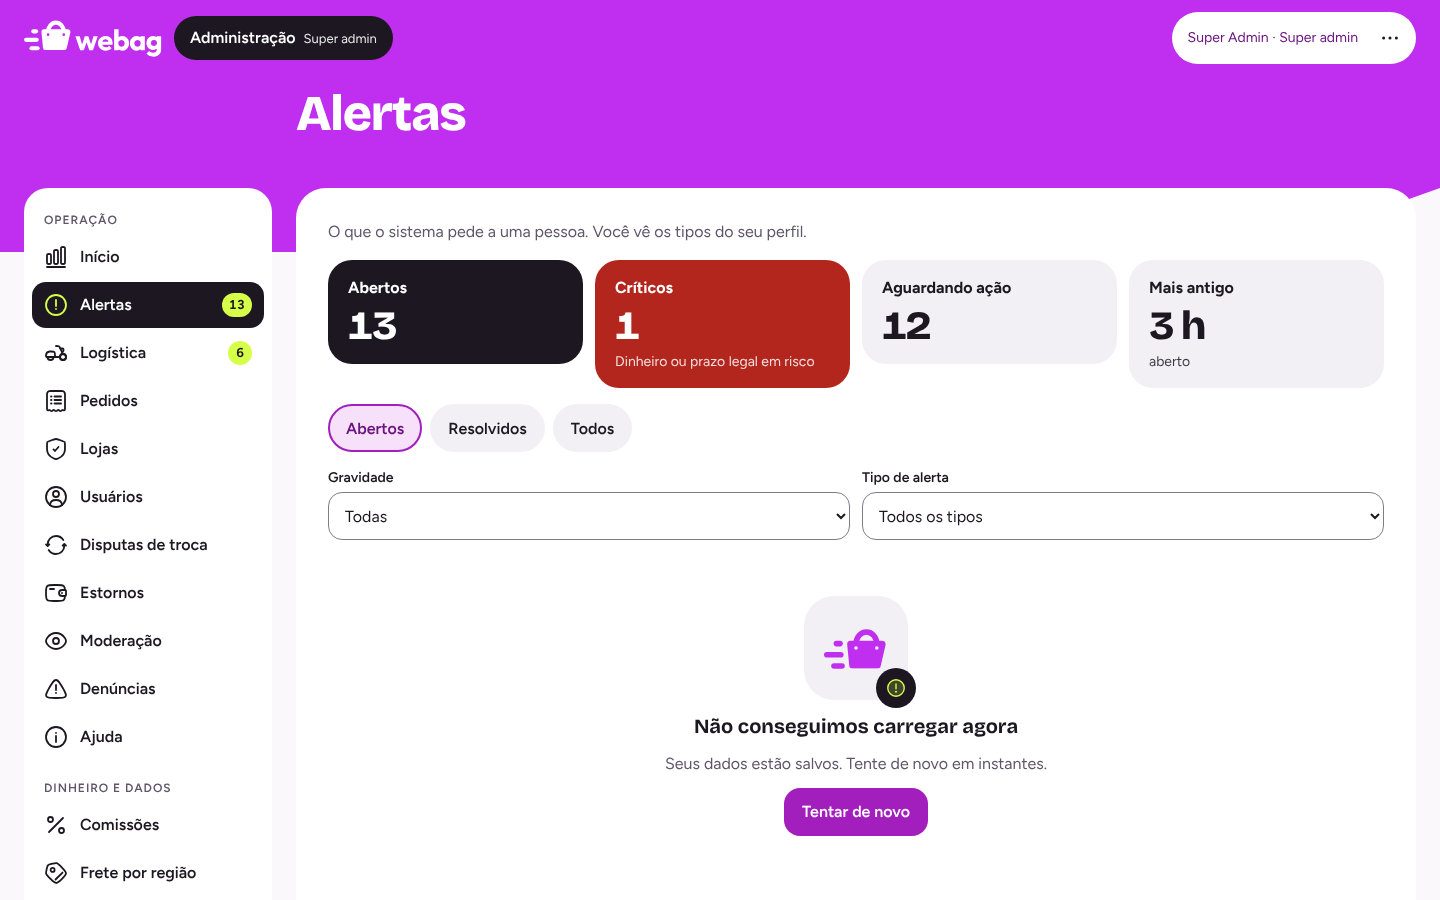 webag
Administração Super admin
Super Admin · Super admin
Alertas
OPERAÇÃO
Início
Alertas 13
Logística 6
Pedidos
Lojas
Usuários
Disputas de troca
Estornos
Moderação
Denúncias
Ajuda
DINHEIRO E DADOS
Comissões
Frete por região
O que o sistema pede a uma pessoa. Você vê os tipos do seu perfil.
Abertos
13
Críticos
1
Dinheiro ou prazo legal em risco
Aguardando ação
12
Mais antigo
3 h
aberto
Abertos
Resolvidos
Todos
Gravidade
Todas
Tipo de alerta
Todos os tipos
Não conseguimos carregar agora
Seus dados estão salvos. Tente de novo em instantes.
Tentar de novo